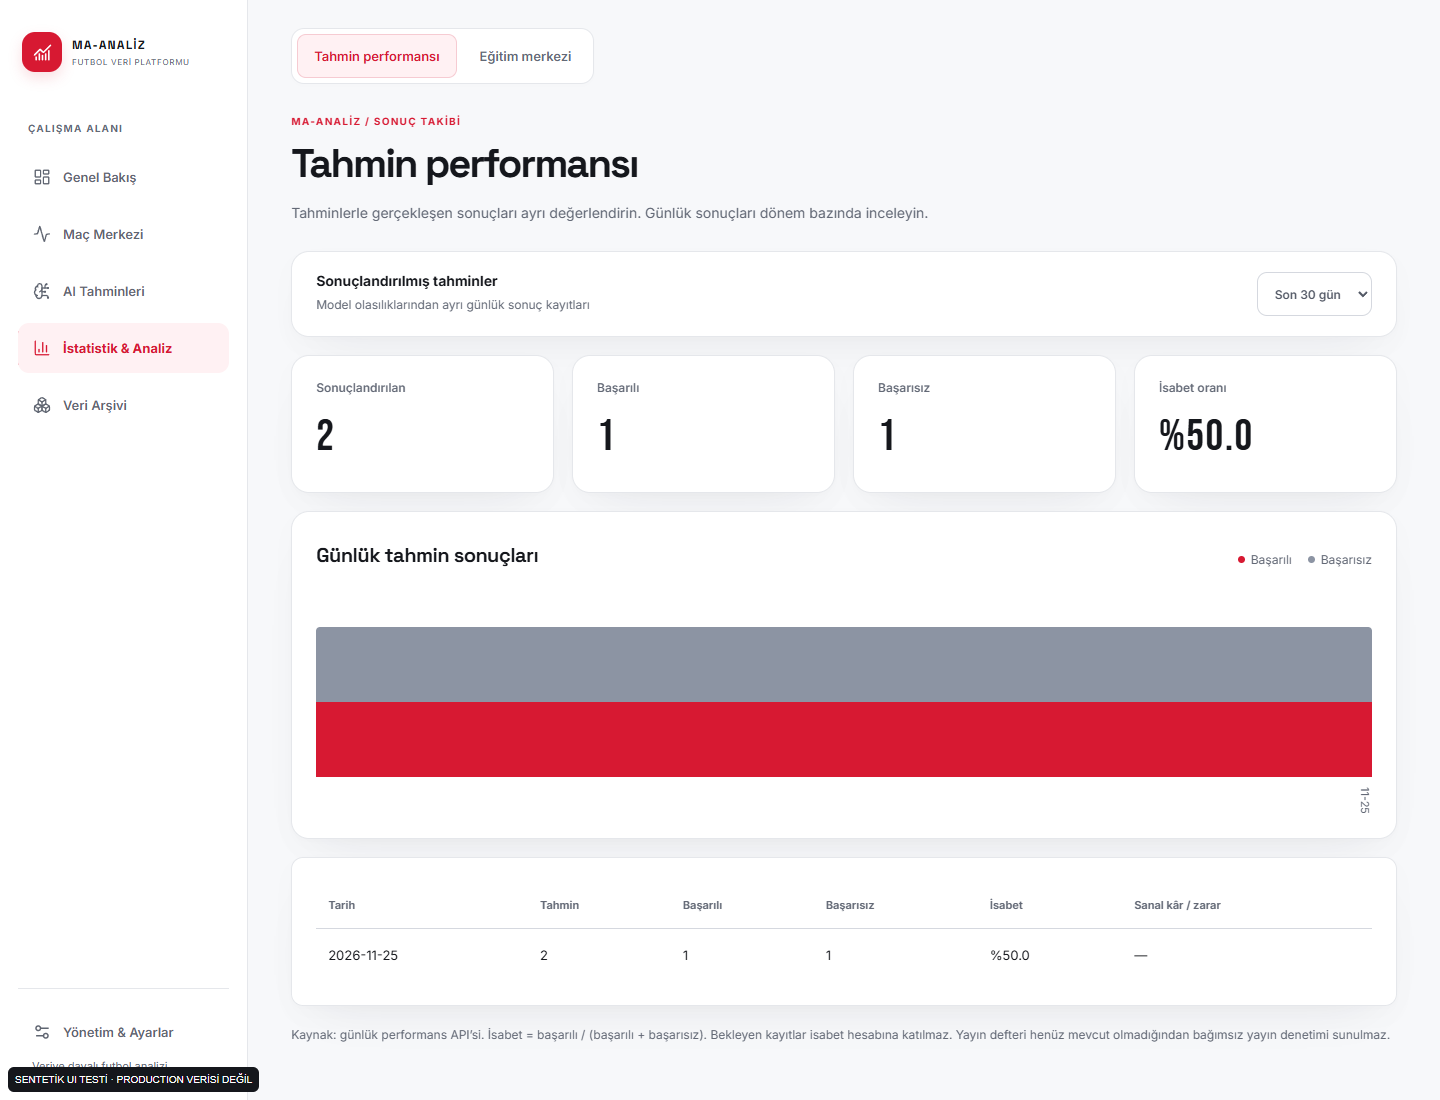 MA-ANALİZ
FUTBOL VERİ PLATFORMU
ÇALIŞMA ALANI
Genel Bakış
Maç Merkezi
AI Tahminleri
İstatistik & Analiz
Veri Arşivi
Yönetim & Ayarlar
Veriye dayalı futbol analizi
SENTETİK UI TESTİ · PRODUCTION VERİSİ DEĞİL
Tahmin performansı
Eğitim merkezi
MA-ANALİZ / SONUÇ TAKİBİ
Tahmin performansı
Tahminlerle gerçekleşen sonuçları ayrı değerlendirin. Günlük sonuçları dönem bazında inceleyin.
Sonuçlandırılmış tahminler
Model olasılıklarından ayrı günlük sonuç kayıtları
Son 30 gün
Sonuçlandırılan
2
Başarılı
1
Başarısız
1
İsabet oranı
%50.0
Günlük tahmin sonuçları
Başarılı Başarısız
11-25
Tarih Tahmin Başarılı Başarısız İsabet Sanal kâr / zarar
2026-11-25 2 1 1 %50.0 —
Kaynak: günlük performans API'si. İsabet = başarılı / (başarılı + başarısız). Bekleyen kayıtlar isabet hesabına katılmaz. Yayın defteri henüz mevcut olmadığından bağımsız yayın denetimi sunulmaz.